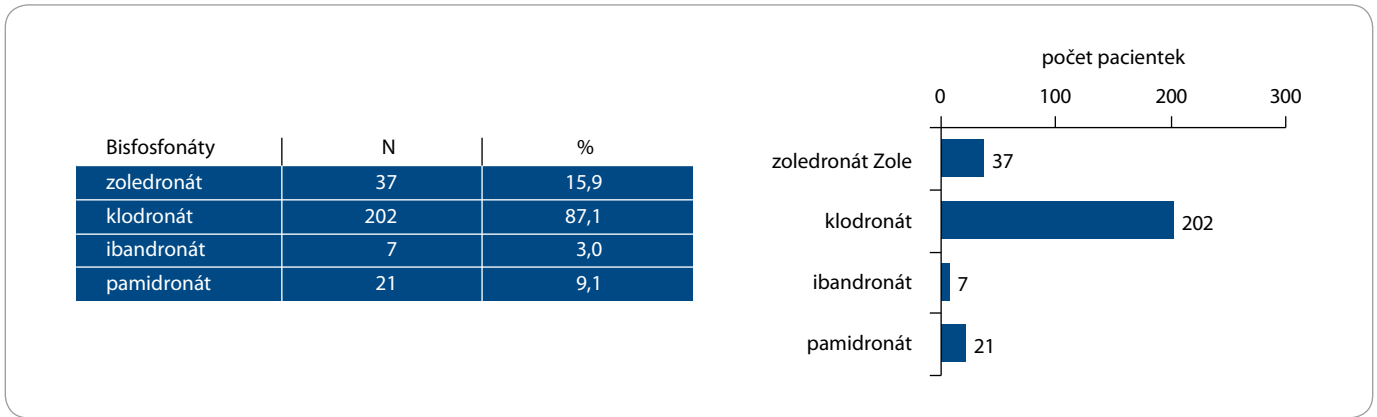 Bisfosfonáty N %
zoledronát 37 15,9
klodronát 202 87,1
ibandronát 7 3,0
pamidronát 21 9,1
počet pacientek
0 100 200 300
zoledronát Zole 37
klodronát 202
ibandronát 7
pamidronát 21